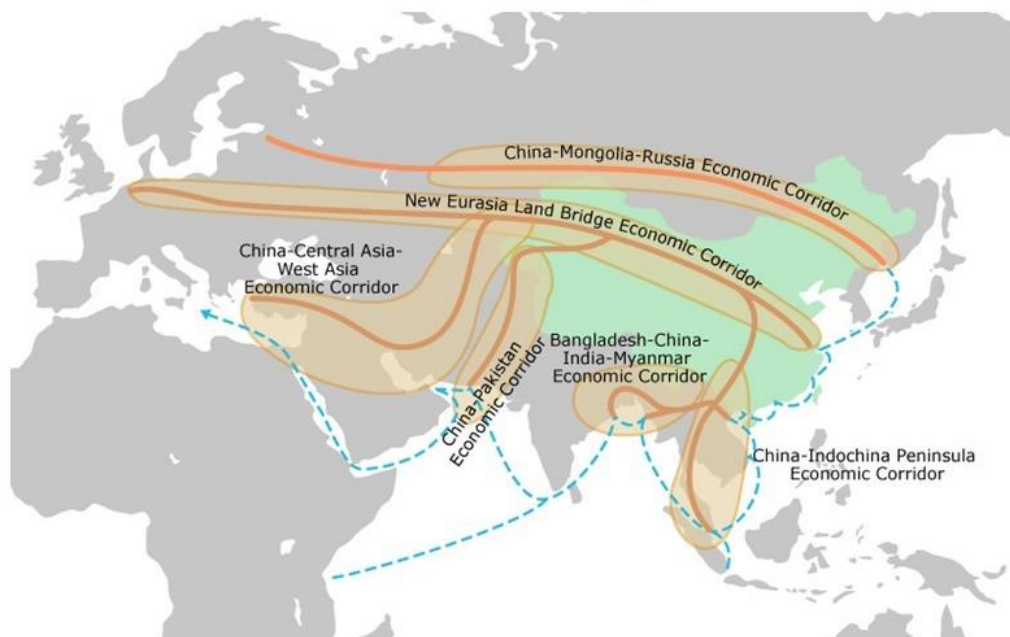 China-Mongolia-Russia Economic Corridor
New Eurasia Land Bridge Economic Corridor
China-Central Asia-
West Asia
Economic Corridor
China-Pakistan
Economic Corridor
Bangladesh-China-
India-Myanmar
Economic Corridor
China-Indochina Peninsula
Economic Corridor